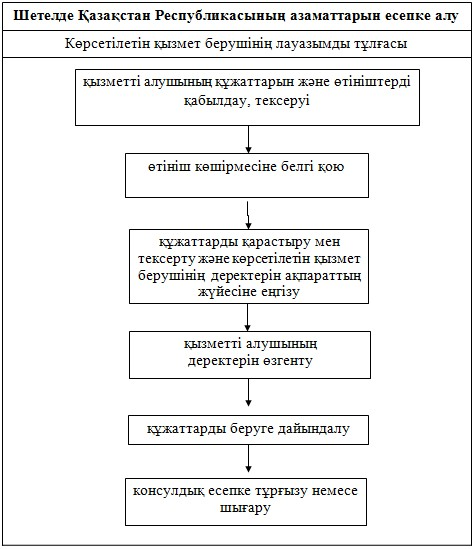 Шетелде Қазақстан Республикасының азаматтарын есепке алу
Көрсетілетін қызмет берушінің лауазымды тұлғасы
қызметті алушының құжаттарын және өтініштерді
қабылдау, тексеруі
өтініш көшірмесіне белгі қою
құжаттарды қарастыру мен
тексерту және көрсетілетін қызмет
берушінің деректерін ақпараттың
жүйесіне еңгізу
қызметті алушының
деректерін өзгенту
құжаттарды беруге дайындалу
консулдық есепке тұрғызу немесе
шығару